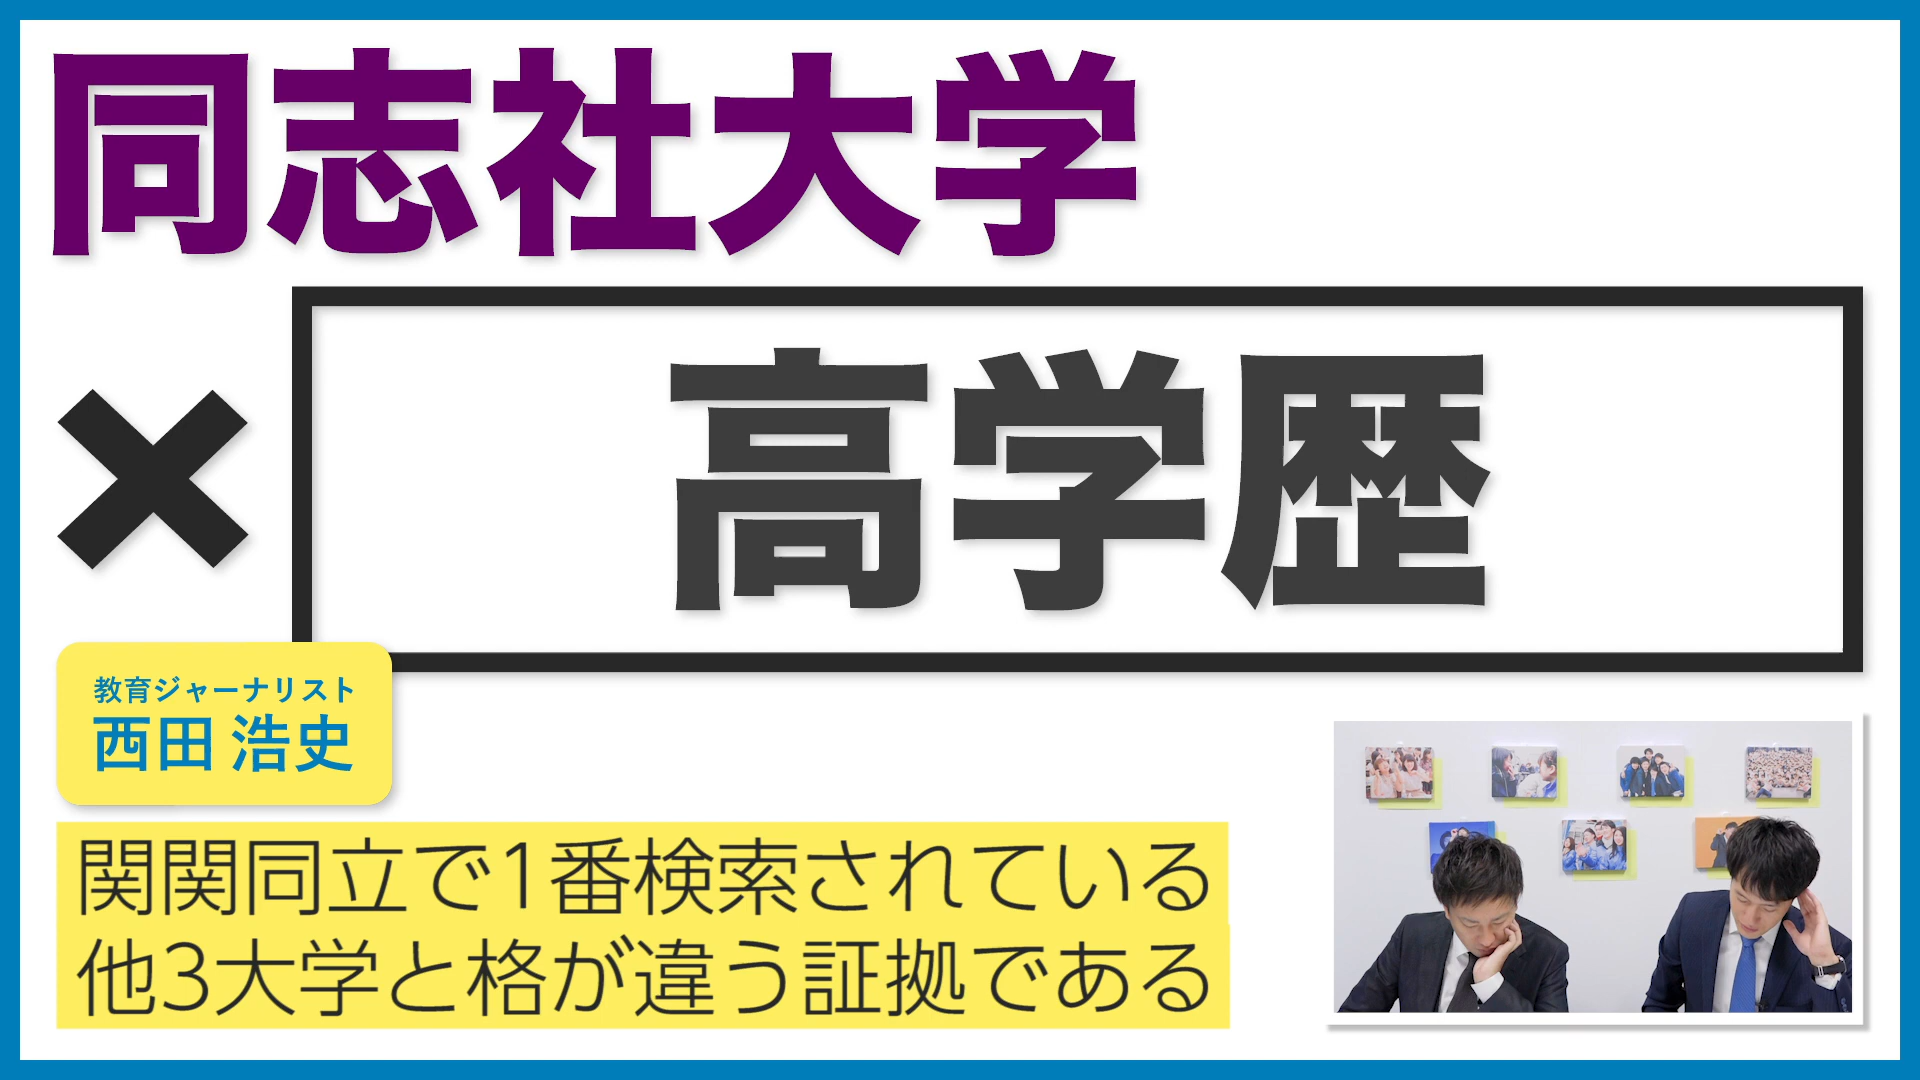 同志社大学
×
高学歴
教育ジャーナリスト
西田 浩史
関関同立で1番検索されている
他3大学と格が違う証拠である